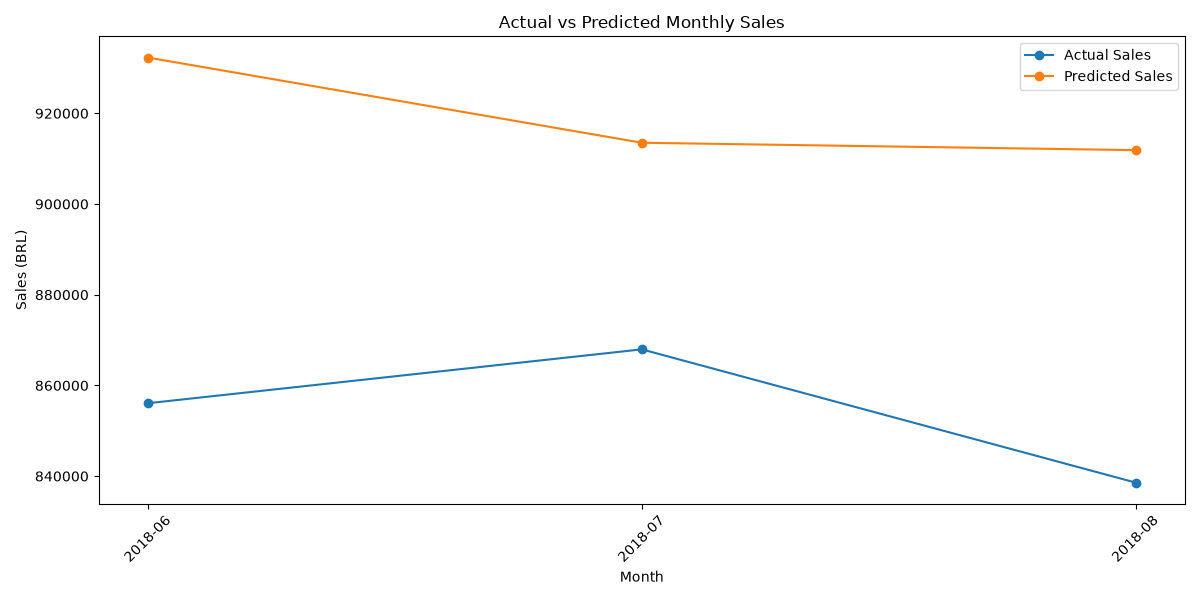 Actual vs Predicted Monthly Sales
Actual Sales
Predicted Sales
Sales (BRL)
920000
900000
880000
860000
840000
2018-06
2018-07
2018-08
Month